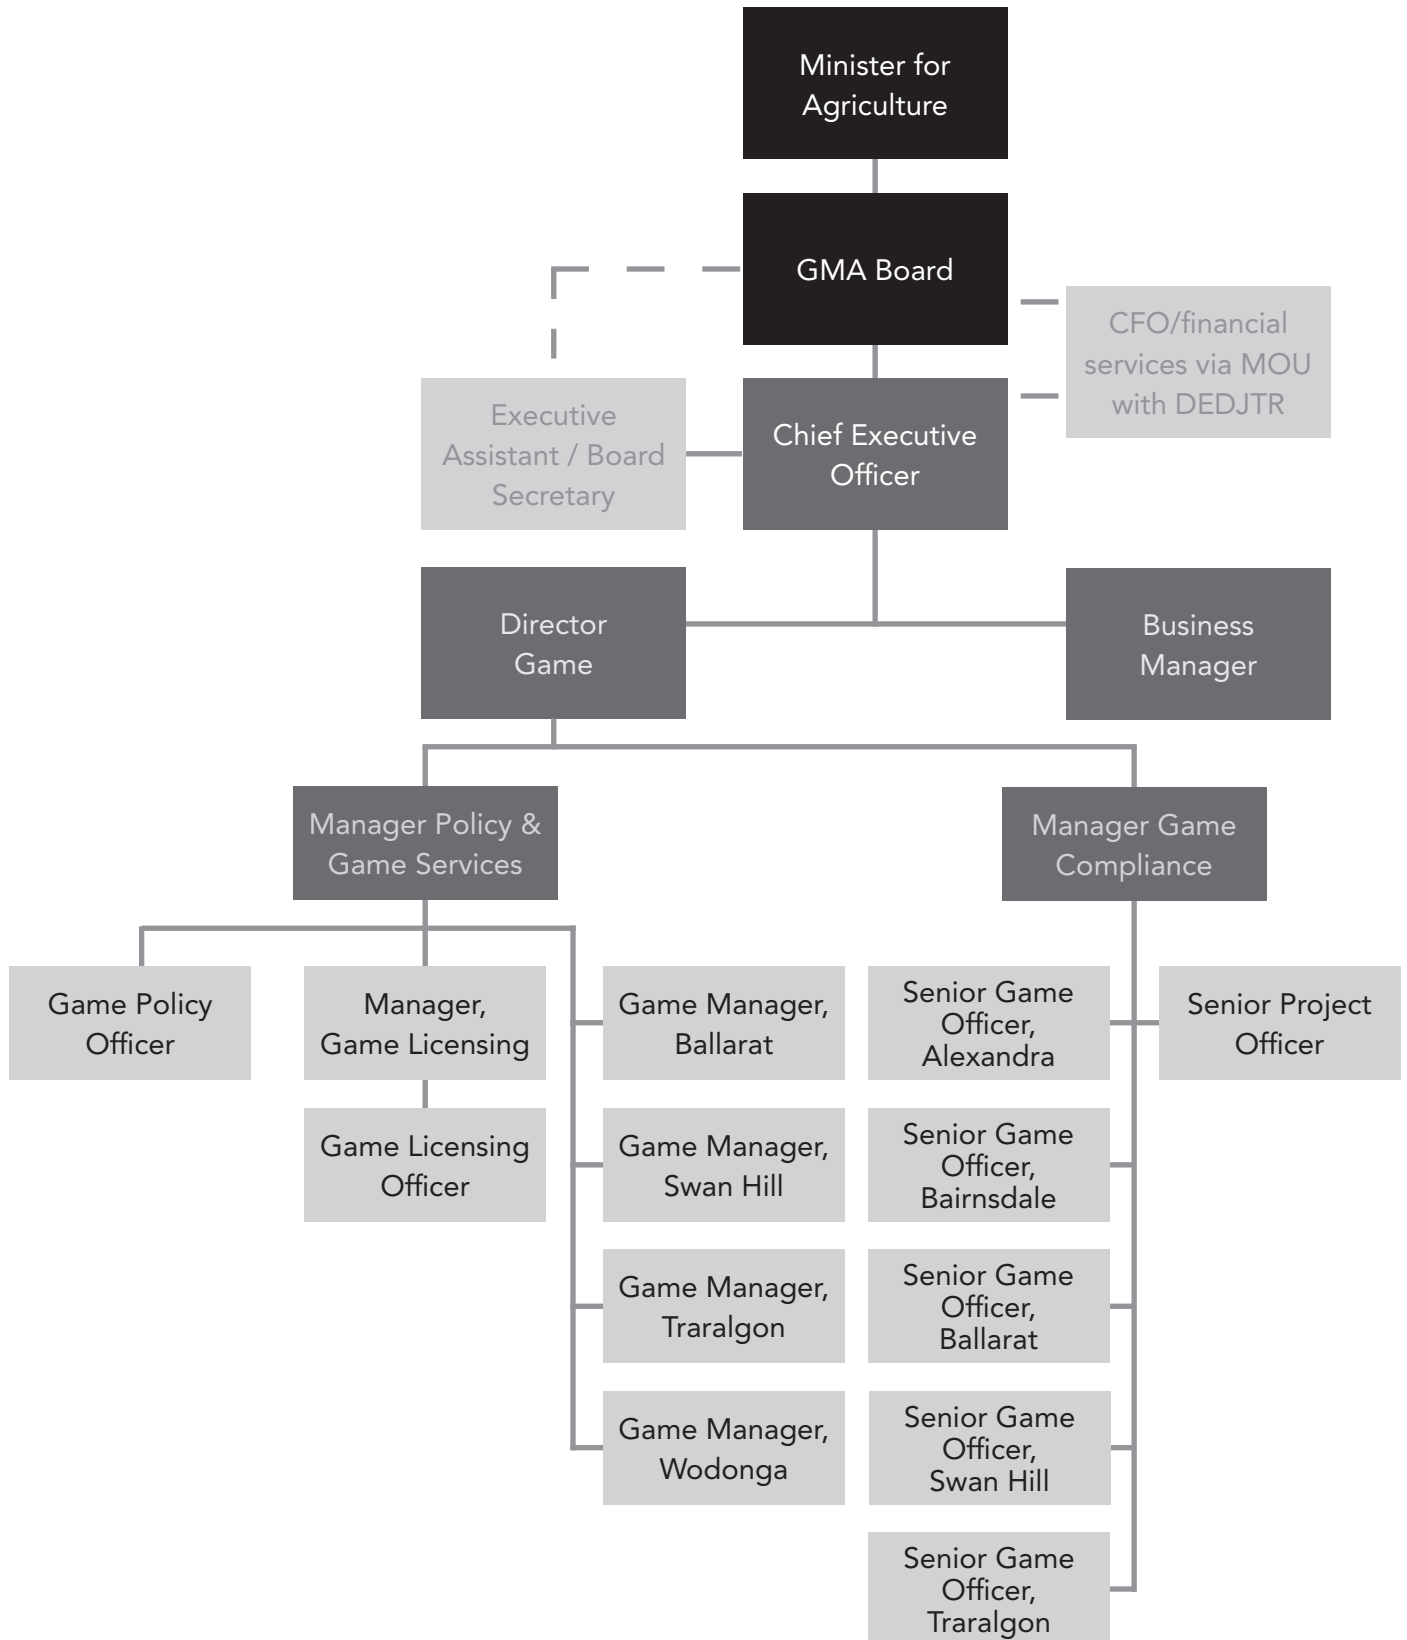 Minister for
Agriculture
GMA Board
CFO/financial
services via MOU
with DEDJTR
Executive
Assistant / Board
Secretary
Chief Executive
Officer
Director
Game
Business
Manager
Manager Policy &
Game Services
Manager Game
Compliance
Game Policy
Officer
Manager,
Game Licensing
Game Manager,
Ballarat
Senior Game
Officer,
Alexandra
Senior Project
Officer
Game Licensing
Officer
Game Manager,
Swan Hill
Senior Game
Officer,
Bairnsdale
Game Manager,
Traralgon
Senior Game
Officer,
Ballarat
Game Manager,
Wodonga
Senior Game
Officer,
Swan Hill
Senior Game
Officer,
Traralgon